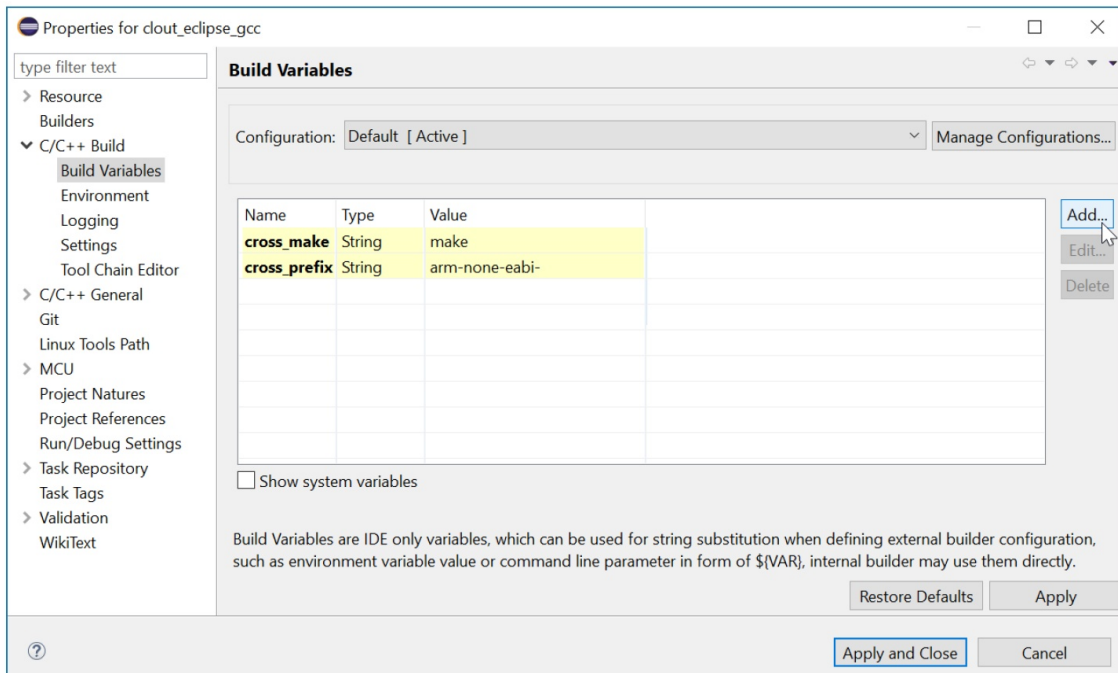 Properties for clout_eclipse_gcc
type filter text
Resource
Builders
C/C++ Build
Build Variables
Environment
Logging
Settings
Tool Chain Editor
C/C++ General
Git
Linux Tools Path
MCU
Project Natures
Project References
Run/Debug Settings
Task Repository
Task Tags
Validation
WikiText
Build Variables
Configuration: Default [ Active ] Manage Configurations...
Name Type Value
cross_make String make
cross_prefix String arm-none-eabi-
Add...
Edit...
Delete
Show system variables
Build Variables are IDE only variables, which can be used for string substitution when defining external builder configuration,
such as environment variable value or command line parameter in form of ${VAR}, internal builder may use them directly.
Restore Defaults Apply
? Apply and Close Cancel